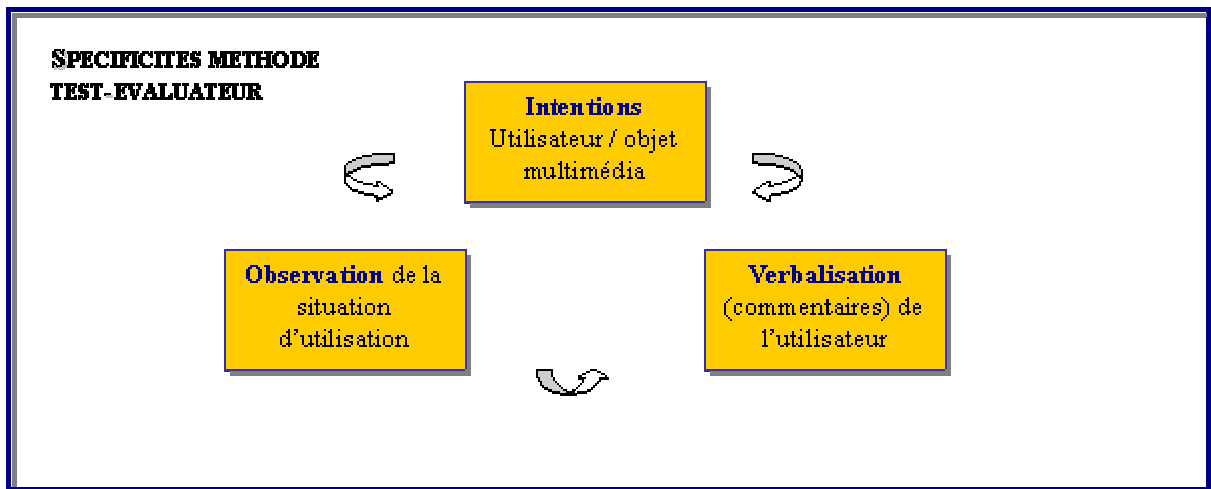 SPECIFICITES METHODE
TEST-EVALUATEUR
Intentions
Utilisateur / objet
multimédia
Observation de la
situation
d'utilisation
Verbalisation
(commentaires) de
l'utilisateur